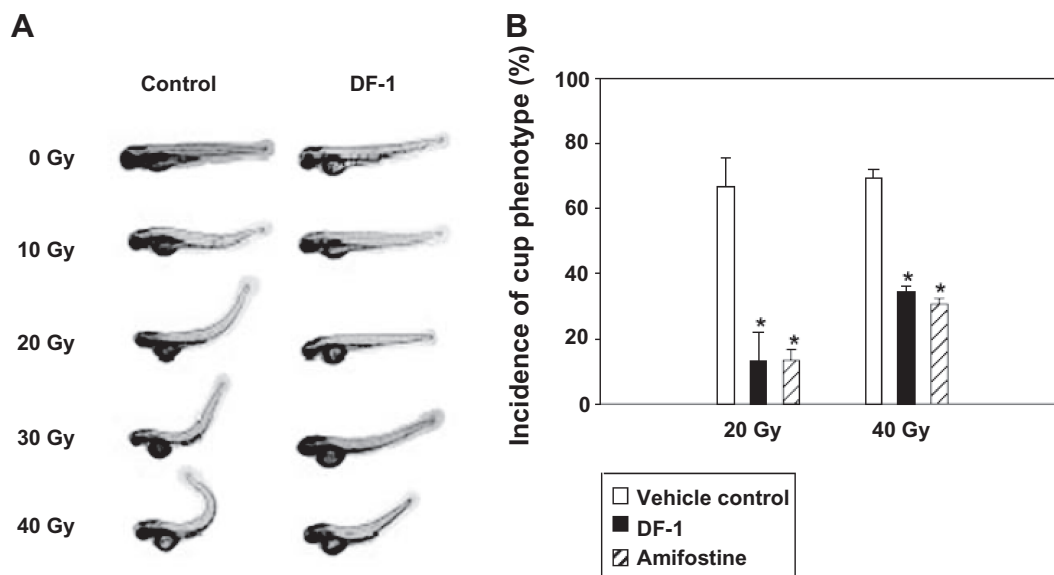 A
Control DF-1
0 Gy
10 Gy
20 Gy
30 Gy
40 Gy
B
Incidence of cup phenotype (%)
100
80
60
40
20
0
* *
* *
20 Gy 40 Gy
Vehicle control
DF-1
Amifostine